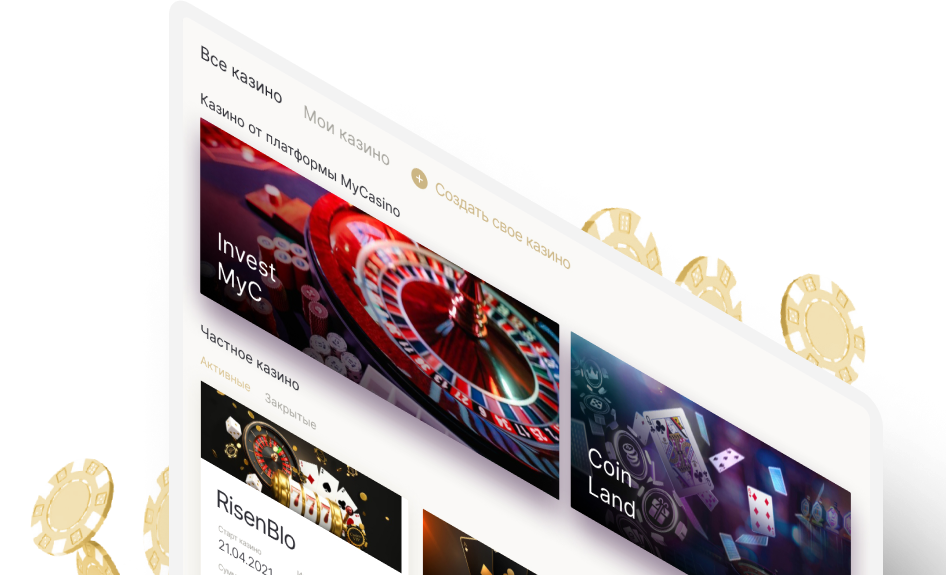 Все казино
Мои казино
Создать свое казино
Казино от платформы MyCasino
Invest
MyC
Coin
Land
Частное казино
Активные
Закрытые
RisenBlo
Старт казино
21.04.2021